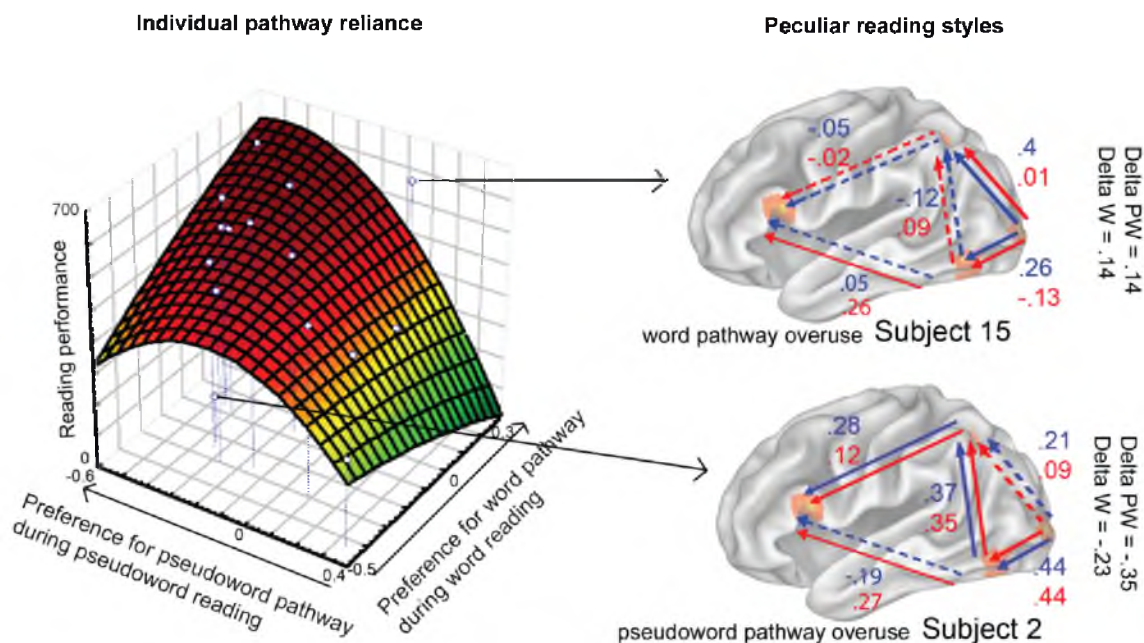 Individual pathway reliance
Peculiar reading styles
700
Reading performance
0
-0.6
0
0.4
-0.5
0
0.3
Preference for pseudoword pathway
during pseudoword reading
Preference for word pathway
during word reading
-.05
-.02
-.12
.09
.4
.01
.26
-.13
.05
.26
Delta PW = .14
Delta W = .14
word pathway overuse Subject 15
.28
.12
.37
.35
.21
.09
.44
.44
-.19
.27
Delta PW = -.35
Delta W = -.23
pseudoword pathway overuse Subject 2